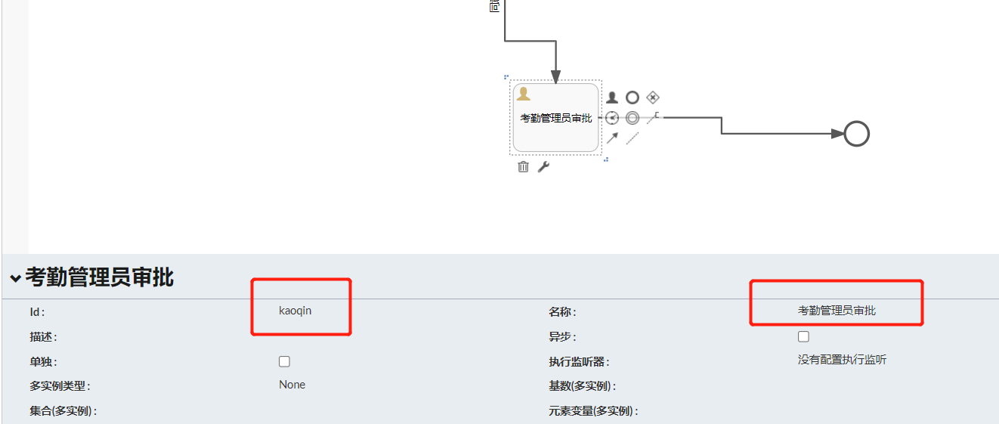 考勤管理员审批
考勤管理员审批
Id :
kaoqin
名称 :
考勤管理员审批
描述 :
异步 :
单独 :
执行监听器 :
没有配置执行监听
多实例类型 :
None
基数(多实例) :
集合(多实例) :
元素变量(多实例) :